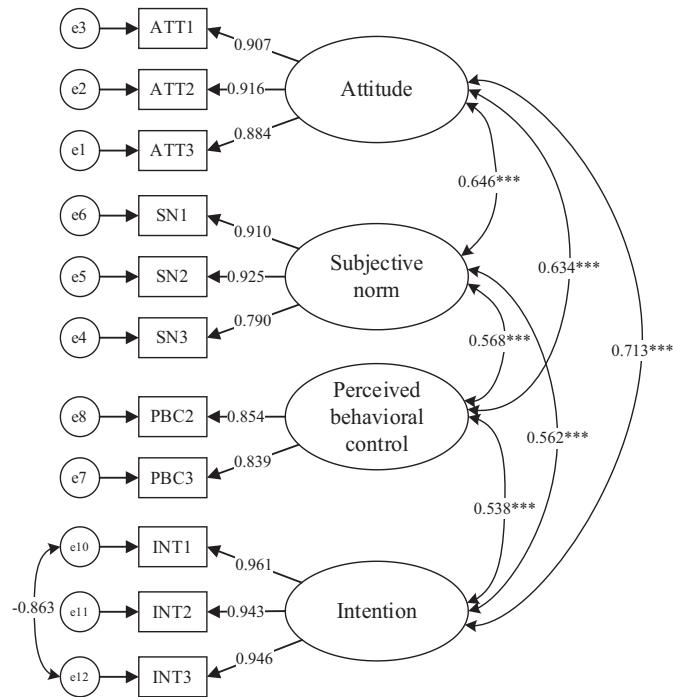 e3 ATT1
0.907
e2 ATT2 0.916 Attitude
0.884
e1 ATT3
0.646***
e6 SN1
0.910
Subjective
e5 SN2 0.925
norm
0.634***
0.790
e4 SN3
0.568***
0.713***
Perceived
e8 PBC2 0.854 behavioral
control
0.562***
0.839
e7 PBC3
0.538***
e10 INT1
0.961
-0.863 e11 INT2 0.943 Intention
0.946
e12 INT3